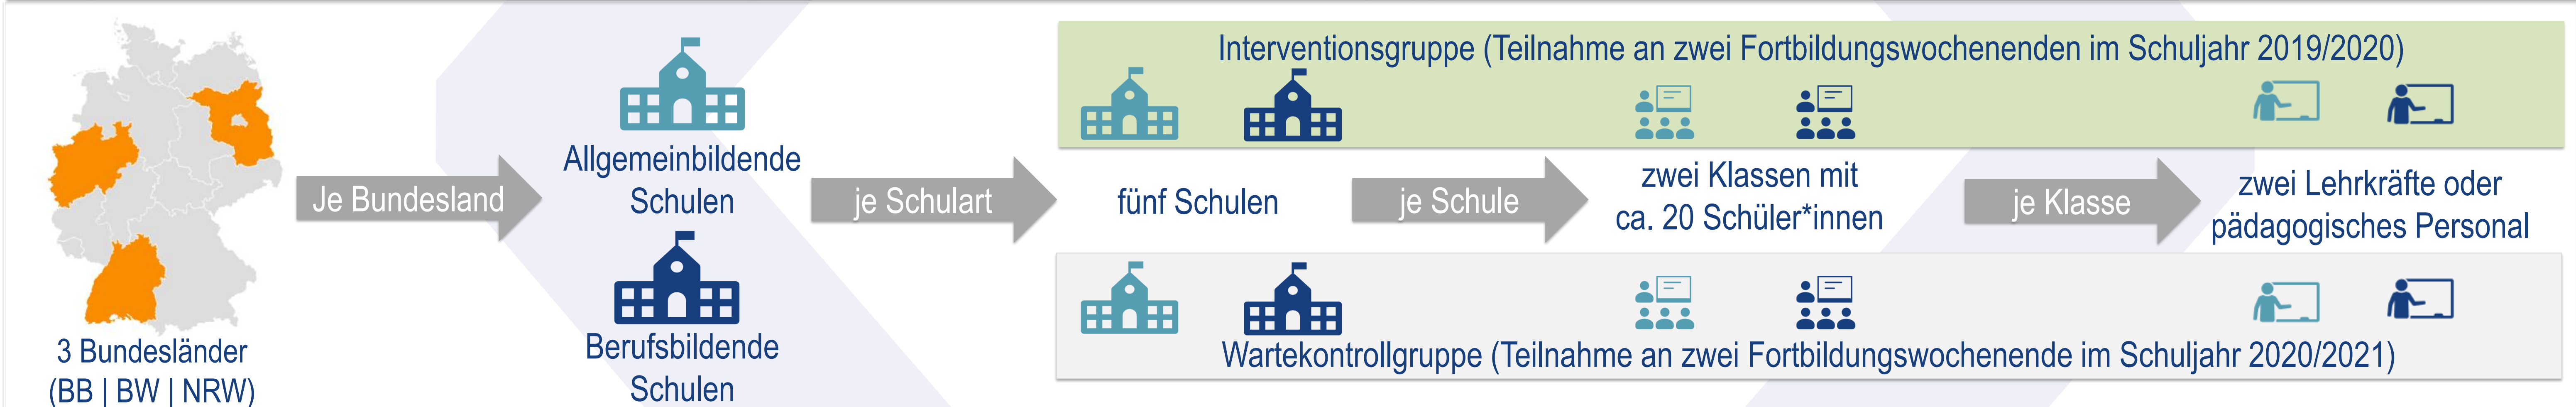 3 Bundesländer
(BB | BW | NRW)
Je Bundesland
Allgemeinbildende
Schulen
Berufsbildende
Schulen
je Schulart
Interventionsgruppe (Teilnahme an zwei Fortbildungswochenenden im Schuljahr 2019/2020)
fünf Schulen
je Schule
zwei Klassen mit
ca. 20 Schüler*innen
je Klasse
zwei Lehrkräfte oder
pädagogisches Personal
Wartekontrollgruppe (Teilnahme an zwei Fortbildungswochenende im Schuljahr 2020/2021)